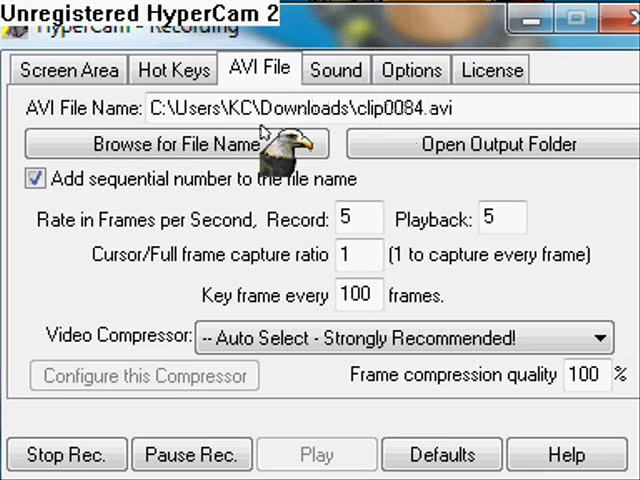 Unregistered HyperCam 2
HyperCam - Recording
Screen Area Hot Keys AVI File Sound Options License
AVI File Name: C:\Users\KC\Downloads\clip0084.avi
Browse for File Name Open Output Folder
Add sequential number to the file name
Rate in Frames per Second, Record: 5 Playback: 5
Cursor/Full frame capture ratio 1 (1 to capture every frame)
Key frame every 100 frames.
Video Compressor: -- Auto Select - Strongly Recommended!
Configure this Compressor Frame compression quality 100 %
Stop Rec. Pause Rec. Play Defaults Help